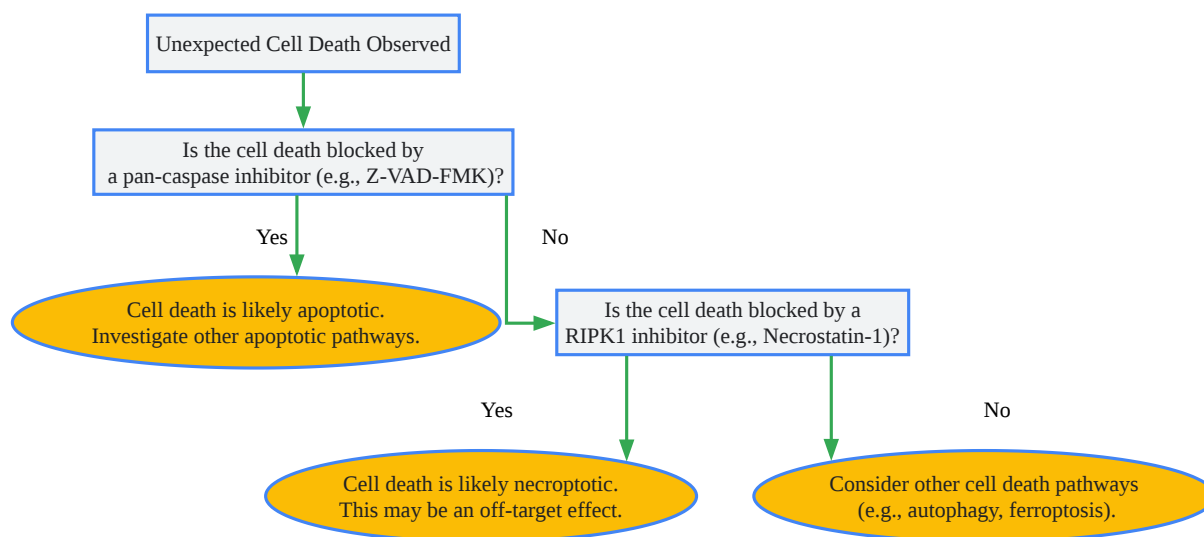 Unexpected Cell Death Observed
Is the cell death blocked by
a pan-caspase inhibitor (e.g., Z-VAD-FMK)?
Yes
No
Cell death is likely apoptotic.
Investigate other apoptotic pathways.
Is the cell death blocked by a
RIPK1 inhibitor (e.g., Necrostatin-1)?
Yes
No
Cell death is likely necroptotic.
This may be an off-target effect.
Consider other cell death pathways
(e.g., autophagy, ferroptosis).